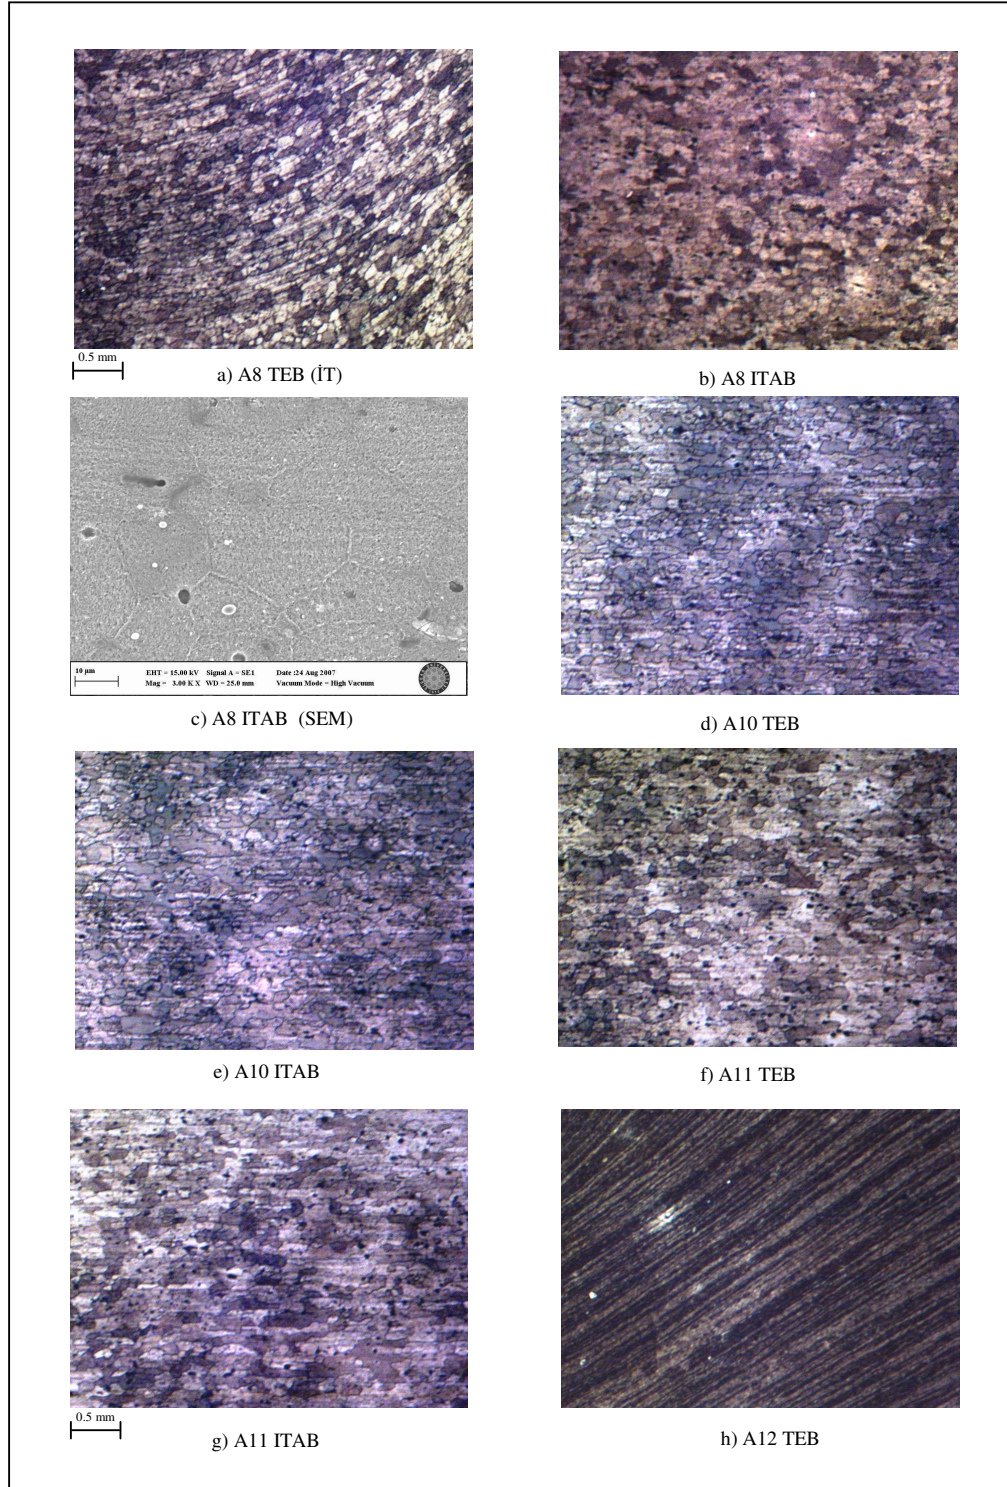 0.5 mm
a) A8 TEB (İT)
b) A8 ITAB
10 µm
EHT = 15.00 kV Signal A = SE1 Date :24 Aug 2007
Mag = 3.00 K X WD = 25.0 mm Vacuum Mode = High Vacuum
c) A8 ITAB (SEM)
d) A10 TEB
e) A10 ITAB
f) A11 TEB
0.5 mm
g) A11 ITAB
h) A12 TEB